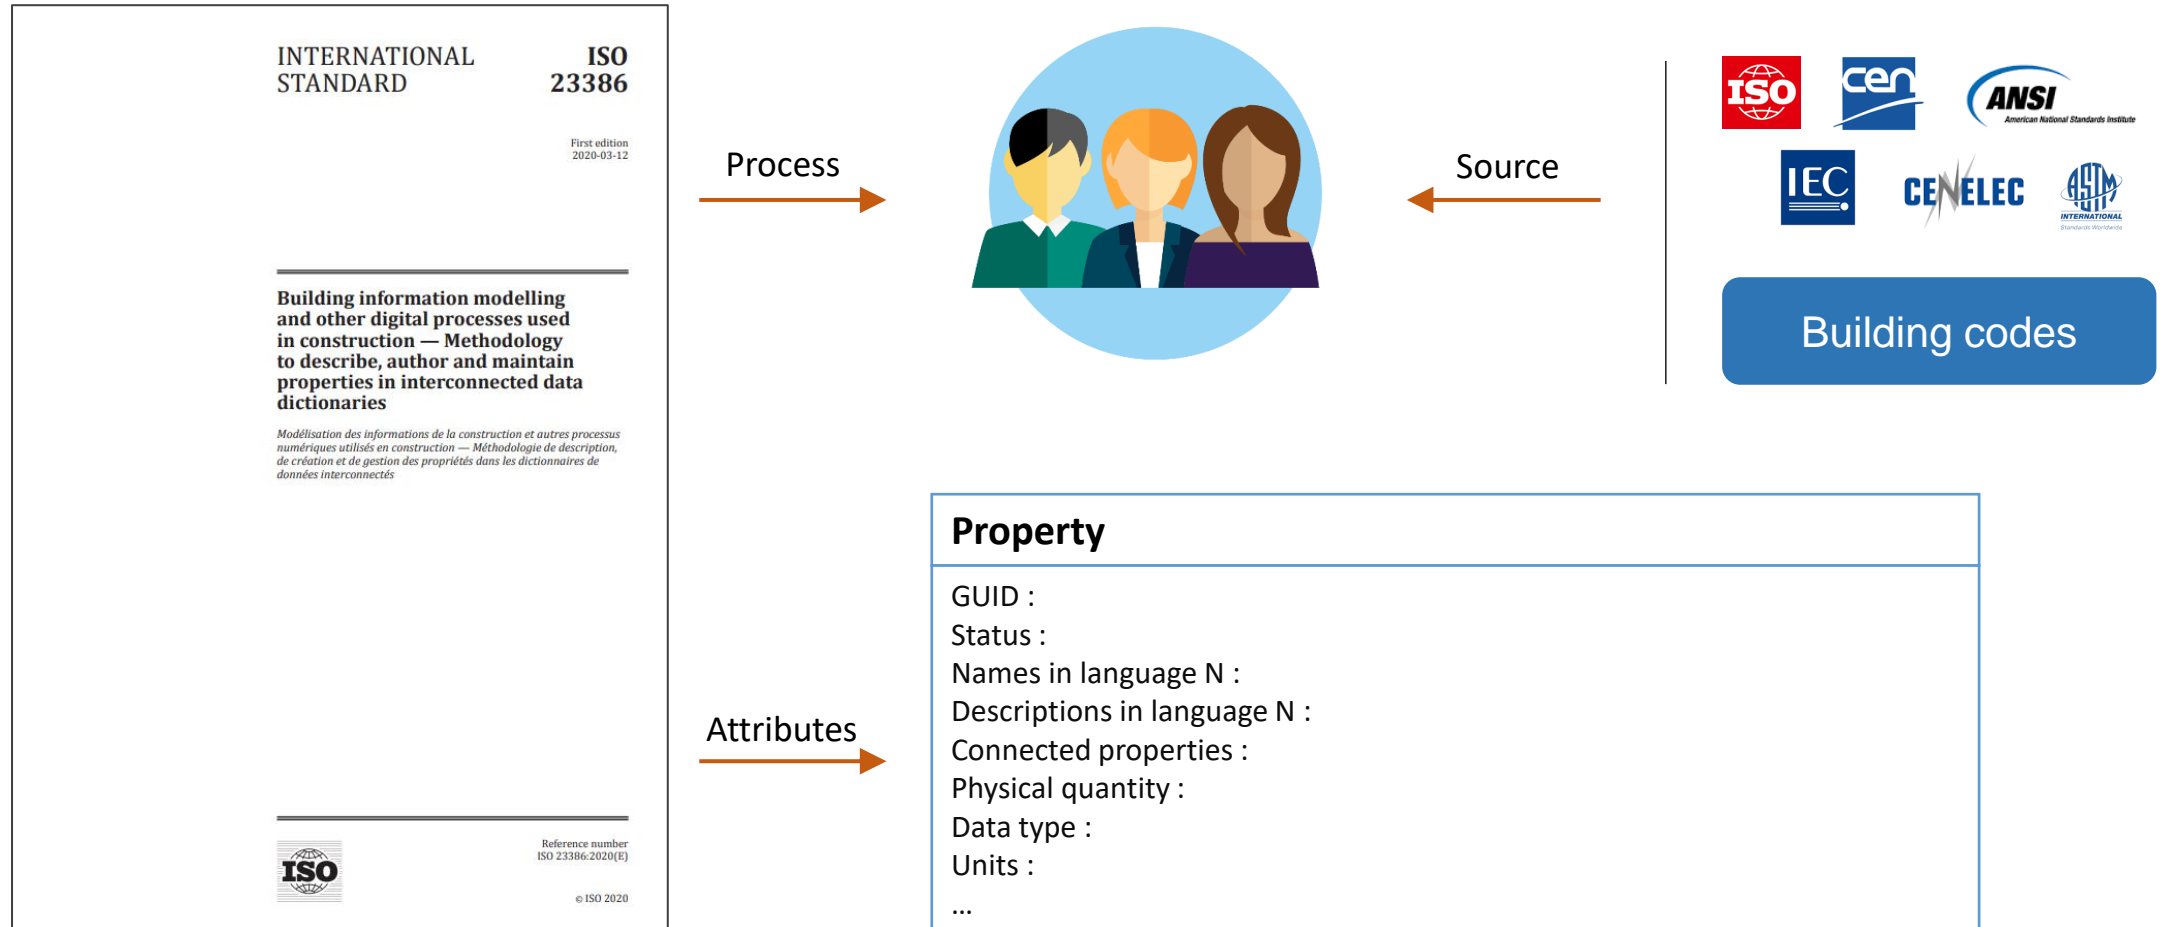 INTERNATIONAL
STANDARD
ISO
23386
First edition
2020-03-12
Building information modelling
and other digital processes used
in construction — Methodology
to describe, author and maintain
properties in interconnected data
dictionaries
Modélisation des informations de la construction et autres processus
numériques utilisés en construction — Méthodologie de description,
de création et de gestion des propriétés dans les dictionnaires de
données interconnectés
ISO
Reference number
ISO 23386:2020(E)
© ISO 2020
Process
Source
ISO
cen
ANSI
American National Standards Institute
IEC
CENELEC
ASTM
INTERNATIONAL
Standards Worldwide
Building codes
Attributes
Property
GUID :
Status :
Names in language N :
Descriptions in language N :
Connected properties :
Physical quantity :
Data type :
Units :
...